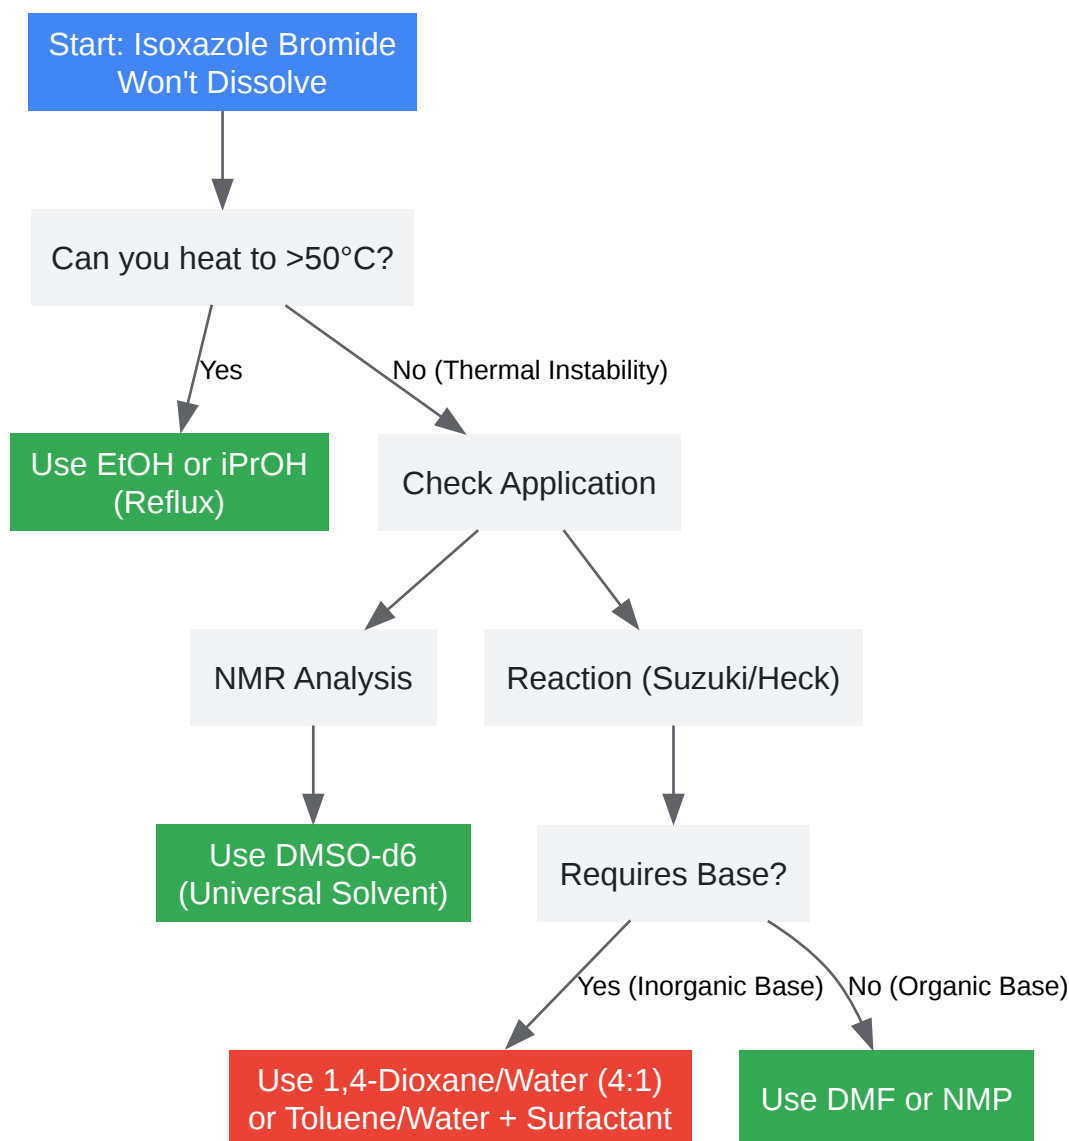 Start: Isoxazole Bromide
Won't Dissolve
Can you heat to >50°C?
Yes
No (Thermal Instability)
Use EtOH or iPrOH
(Reflux)
Check Application
NMR Analysis
Reaction (Suzuki/Heck)
Use DMSO-d6
(Universal Solvent)
Requires Base?
Yes (Inorganic Base)
No (Organic Base)
Use 1,4-Dioxane/Water (4:1)
or Toluene/Water + Surfactant
Use DMF or NMP